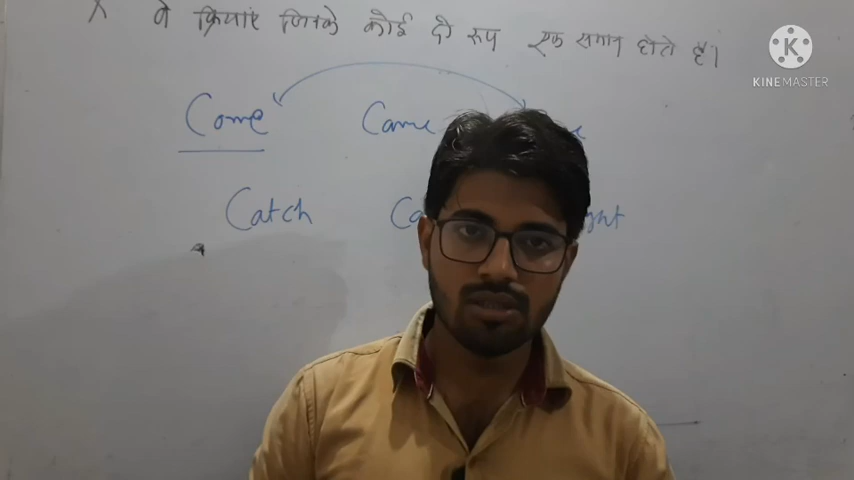 X वे क्रियाएं जिनके कोई दो रूप एक समान होते है।
KINEMASTER
Come Came
Catch